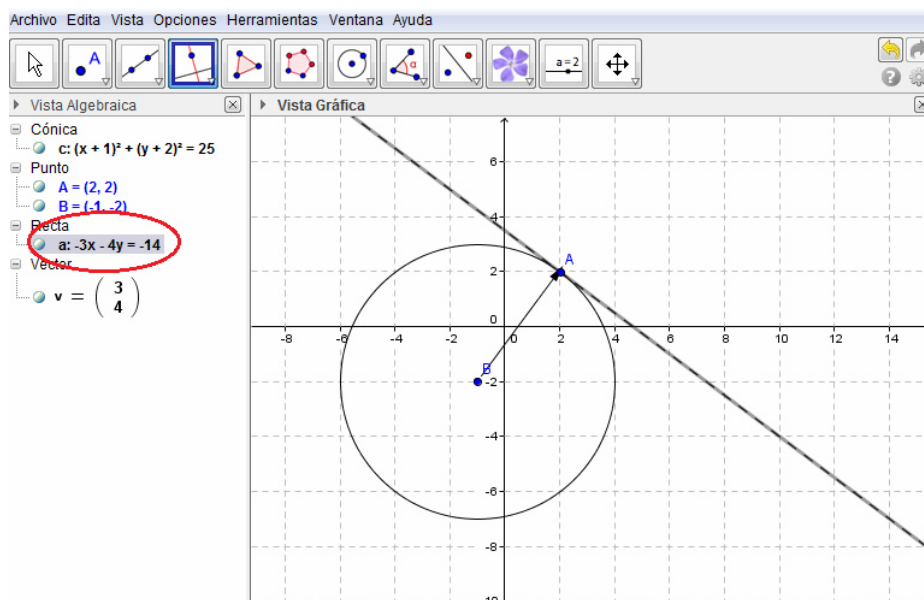 Archivo Edita Vista Opciones Herramientas Ventana Ayuda
A α a = 2
Vista Algebraica
Cónica
c: (x + 1)² + (y + 2)² = 25
Punto
A = (2, 2)
B = (-1, -2)
Recta
a: -3x - 4y = -14
Vector
v = ( 3
4 )
Vista Gráfica
6
4
2
0
-8 -6 -4 -2 0 2 4 6 8 10 12 14
-2
-4
-6
-8
-10
A
B